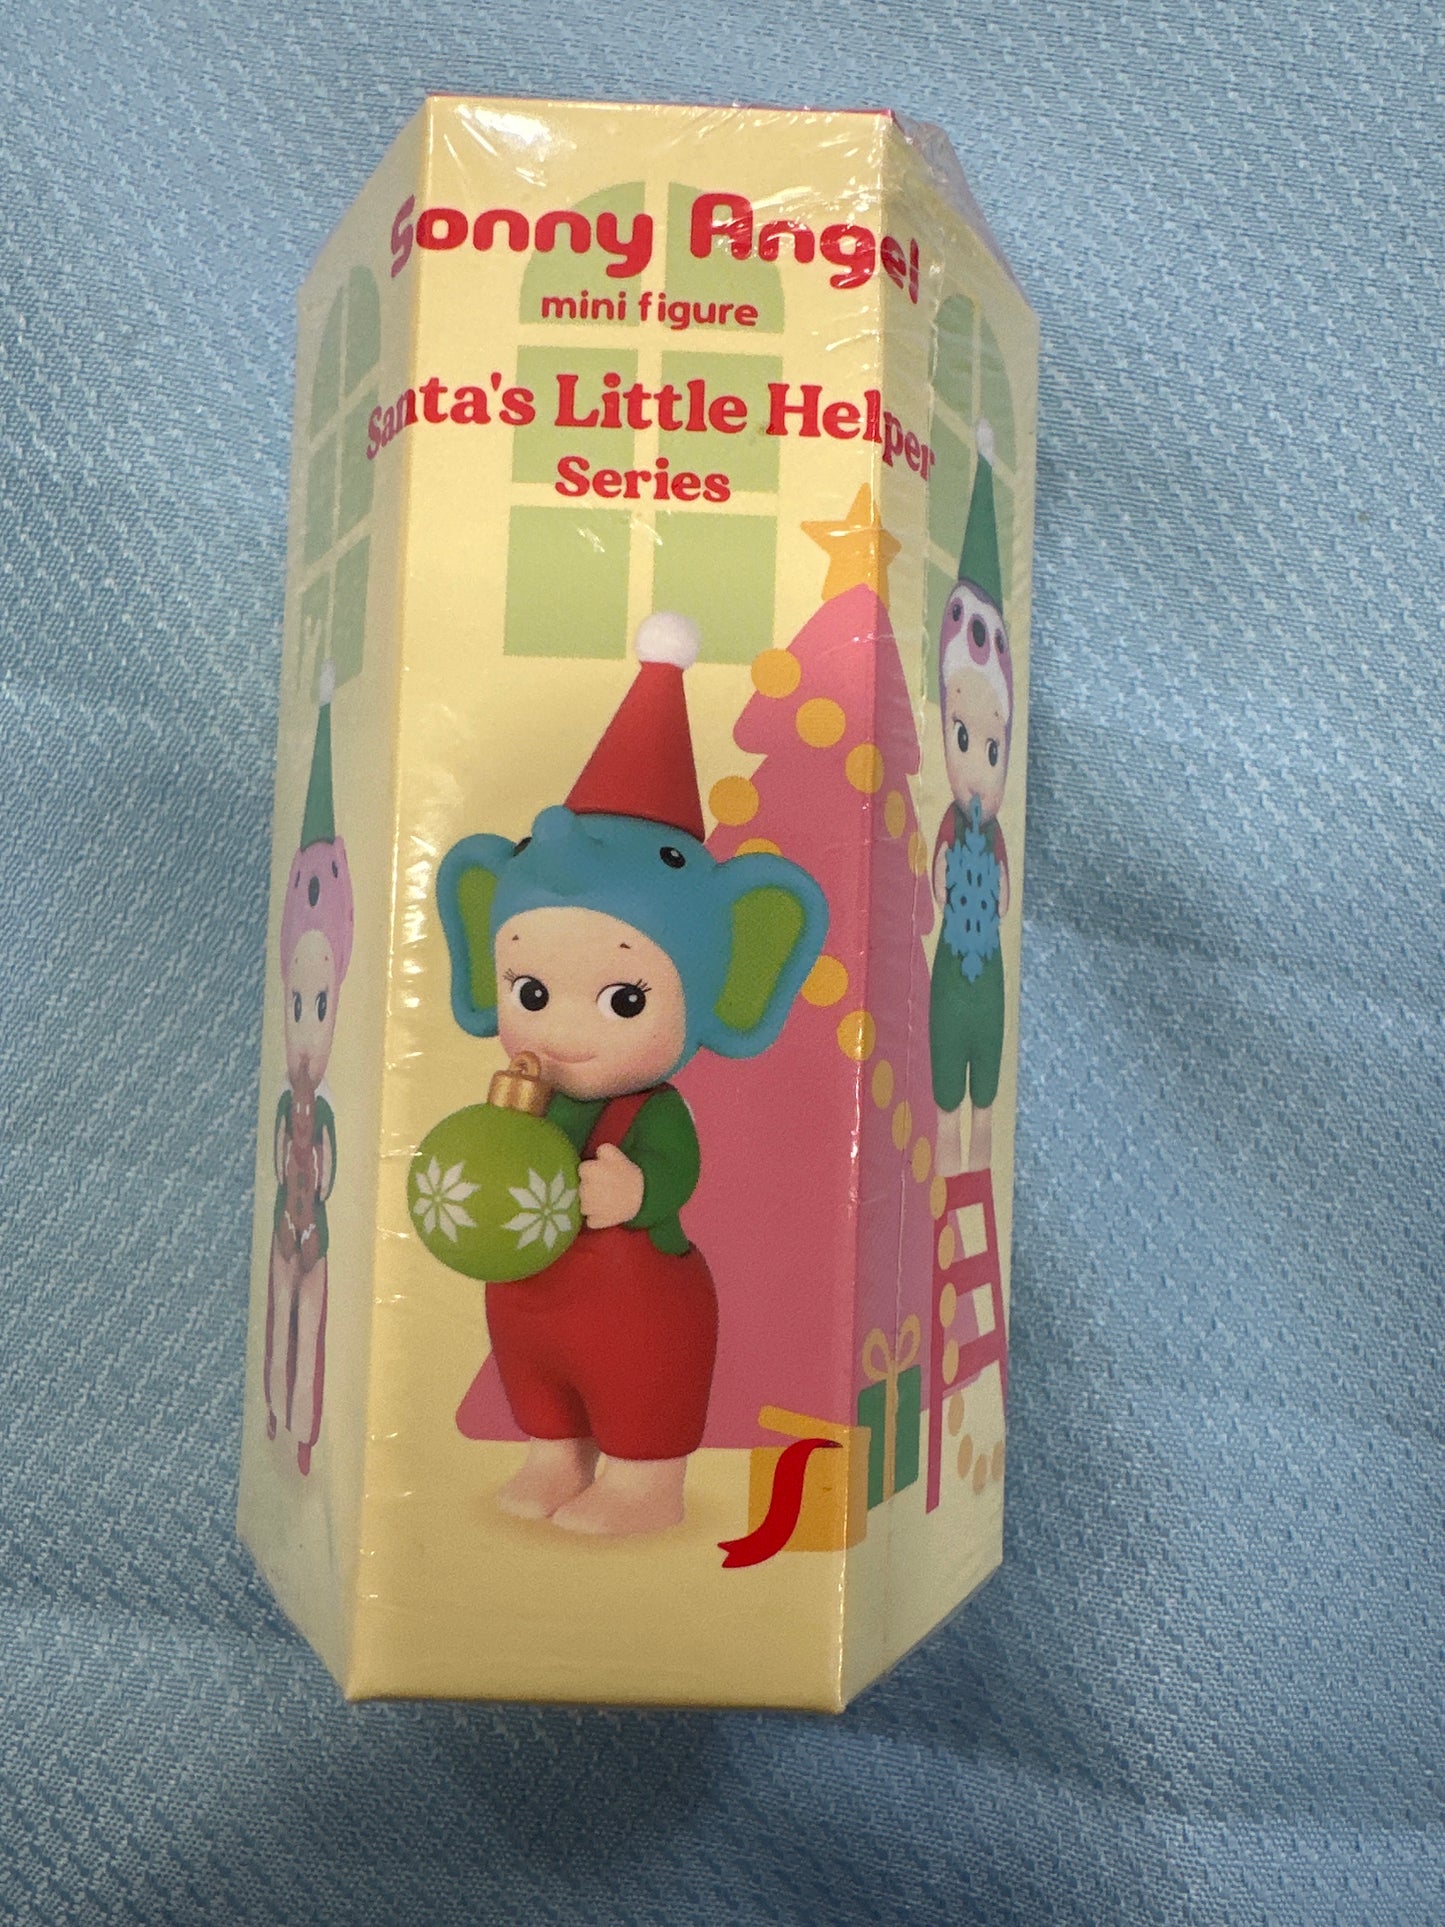 Sonny Angel
mini figure
Santa's Little Helper
Series